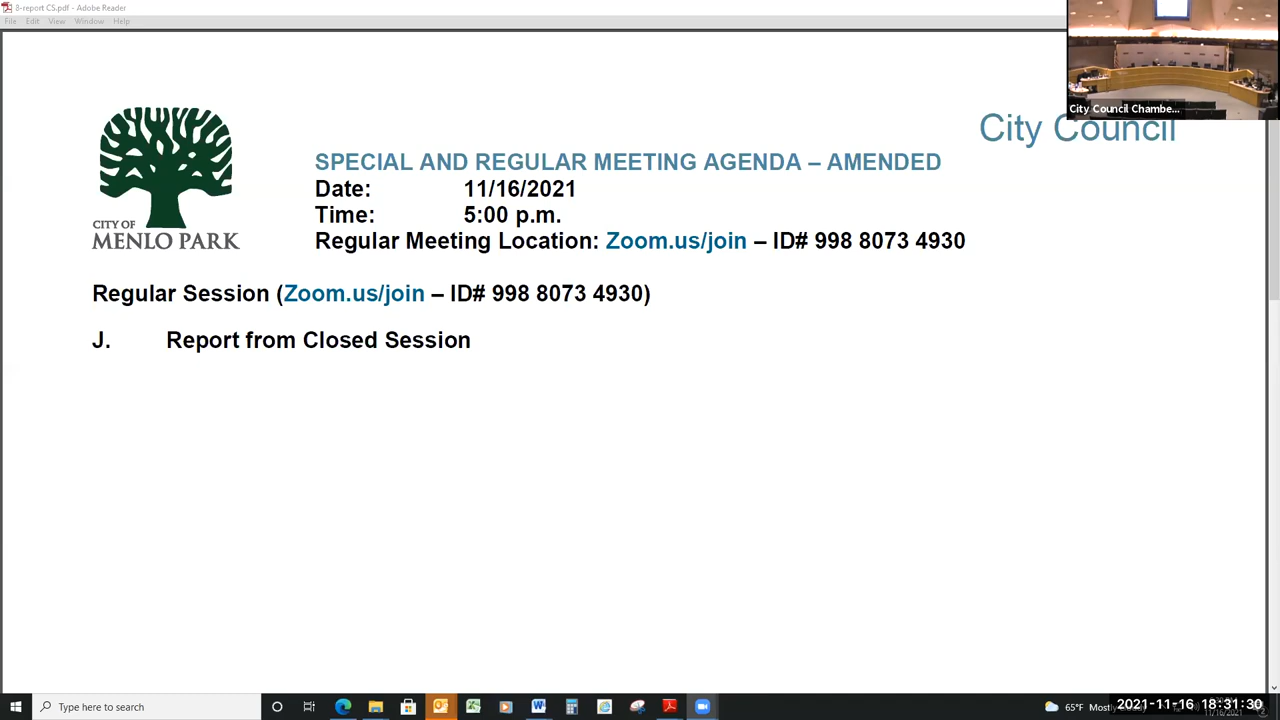 8-report CS.pdf - Adobe Reader
File Edit View Window Help
City Council Chambe...
City Council
SPECIAL AND REGULAR MEETING AGENDA – AMENDED
Date: 11/16/2021
Time: 5:00 p.m.
Regular Meeting Location: Zoom.us/join – ID# 998 8073 4930
CITY OF
MENLO PARK
Regular Session (Zoom.us/join – ID# 998 8073 4930)
J. Report from Closed Session
Type here to search
65°F Mostly
2021-11-16 18:31:30